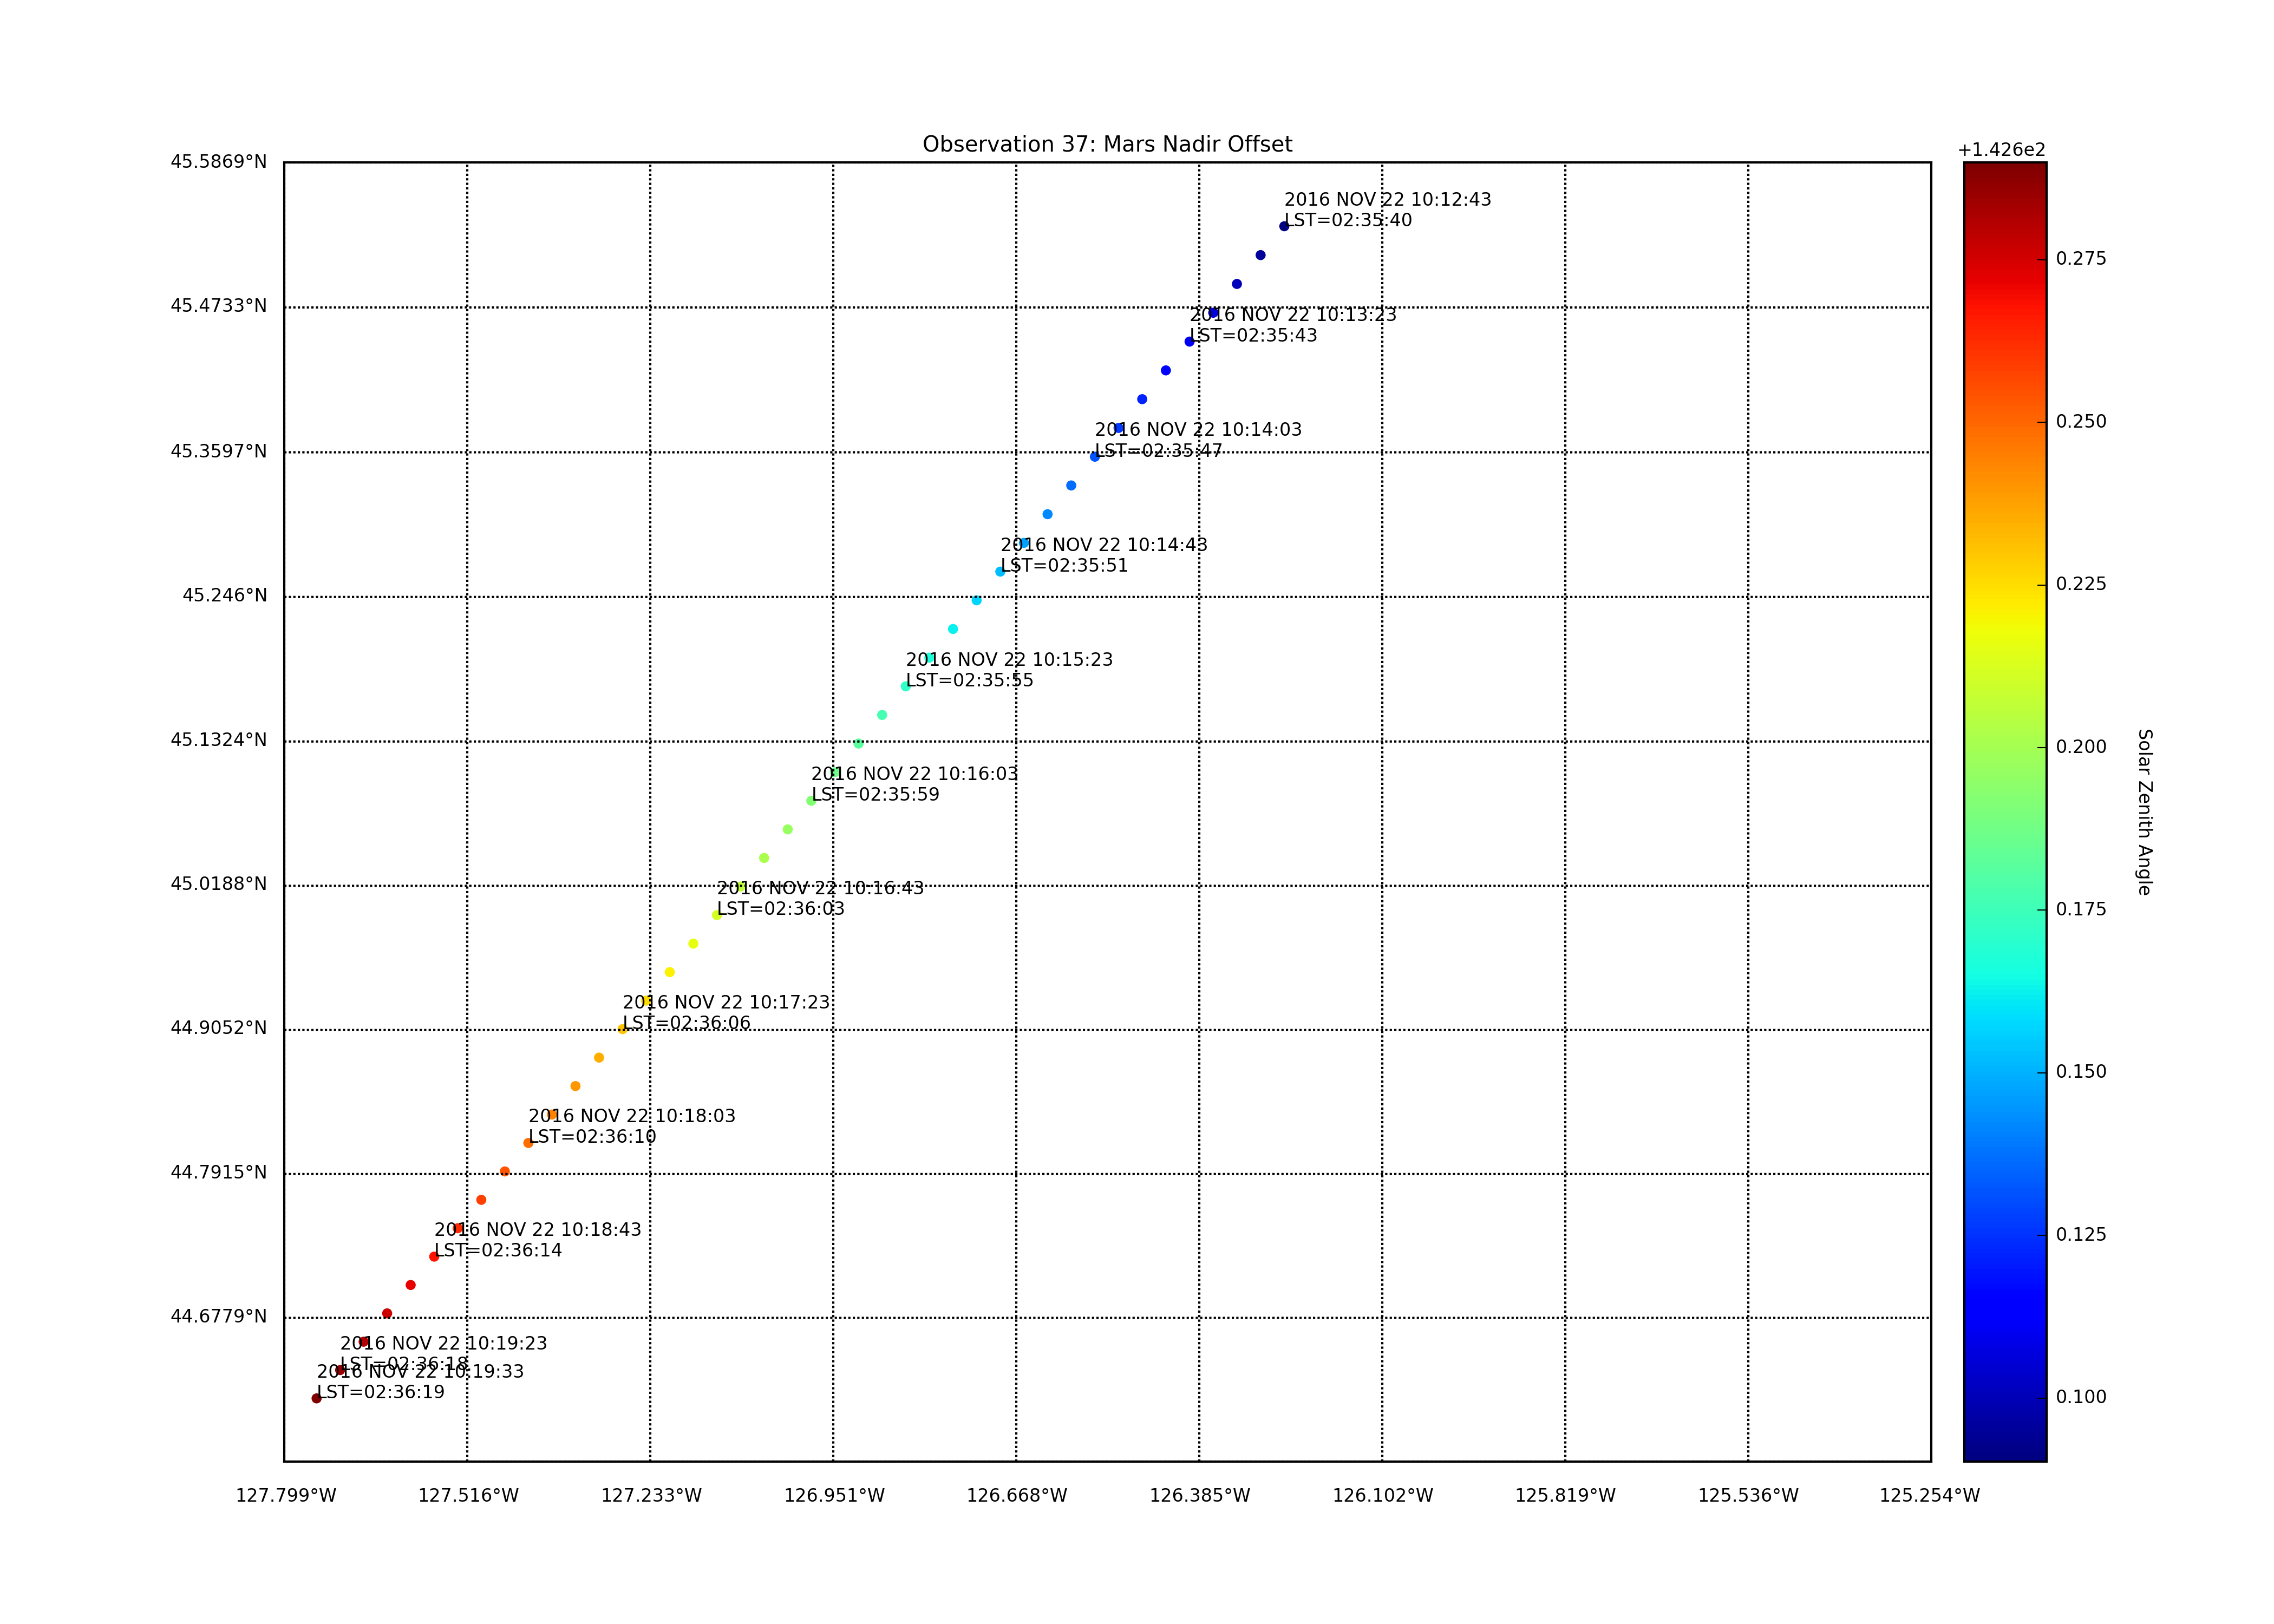 Observation 37: Mars Nadir Offset
+1.426e2
45.5869°N
45.4733°N
45.3597°N
45.246°N
45.1324°N
45.0188°N
44.9052°N
44.7915°N
44.6779°N
2016 NOV 22 10:12:43
LST=02:35:40
2016 NOV 22 10:13:23
LST=02:35:43
2016 NOV 22 10:14:03
LST=02:35:47
2016 NOV 22 10:14:43
LST=02:35:51
2016 NOV 22 10:15:23
LST=02:35:55
2016 NOV 22 10:16:03
LST=02:35:59
2016 NOV 22 10:16:43
LST=02:36:03
2016 NOV 22 10:17:23
LST=02:36:06
2016 NOV 22 10:18:03
LST=02:36:10
2016 NOV 22 10:18:43
LST=02:36:14
2016 NOV 22 10:19:23
LST=02:36:18
2016 NOV 22 10:19:33
LST=02:36:19
127.799°W
127.516°W
127.233°W
126.951°W
126.668°W
126.385°W
126.102°W
125.819°W
125.536°W
125.254°W
0.275
0.250
0.225
0.200
0.175
0.150
0.125
0.100
Solar Zenith Angle